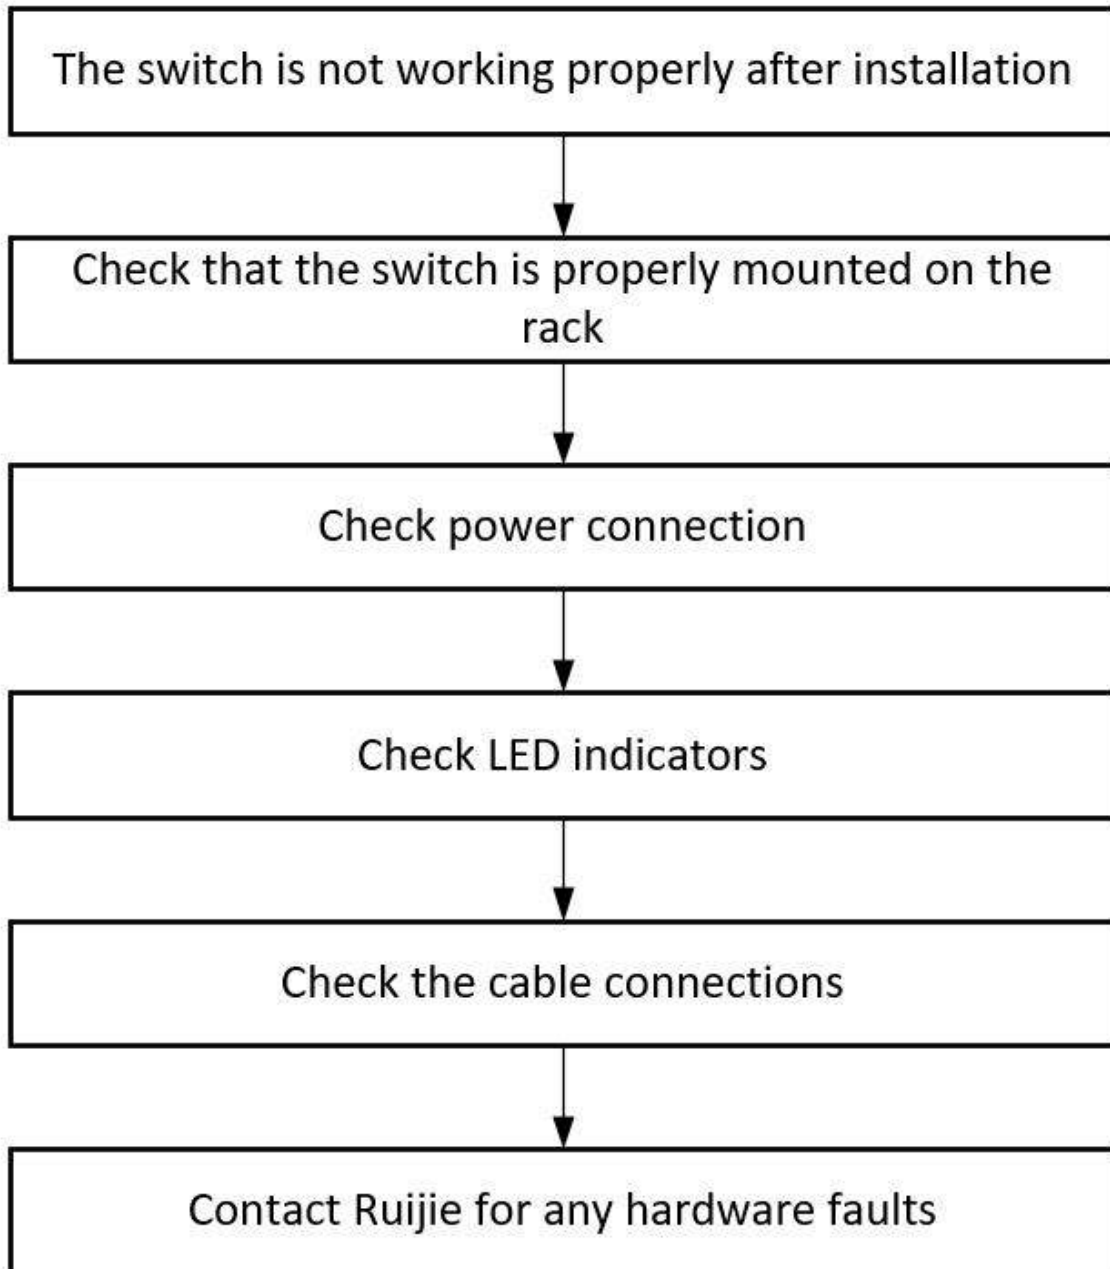 The switch is not working properly after installation
Check that the switch is properly mounted on the
rack
Check power connection
Check LED indicators
Check the cable connections
Contact Ruijie for any hardware faults